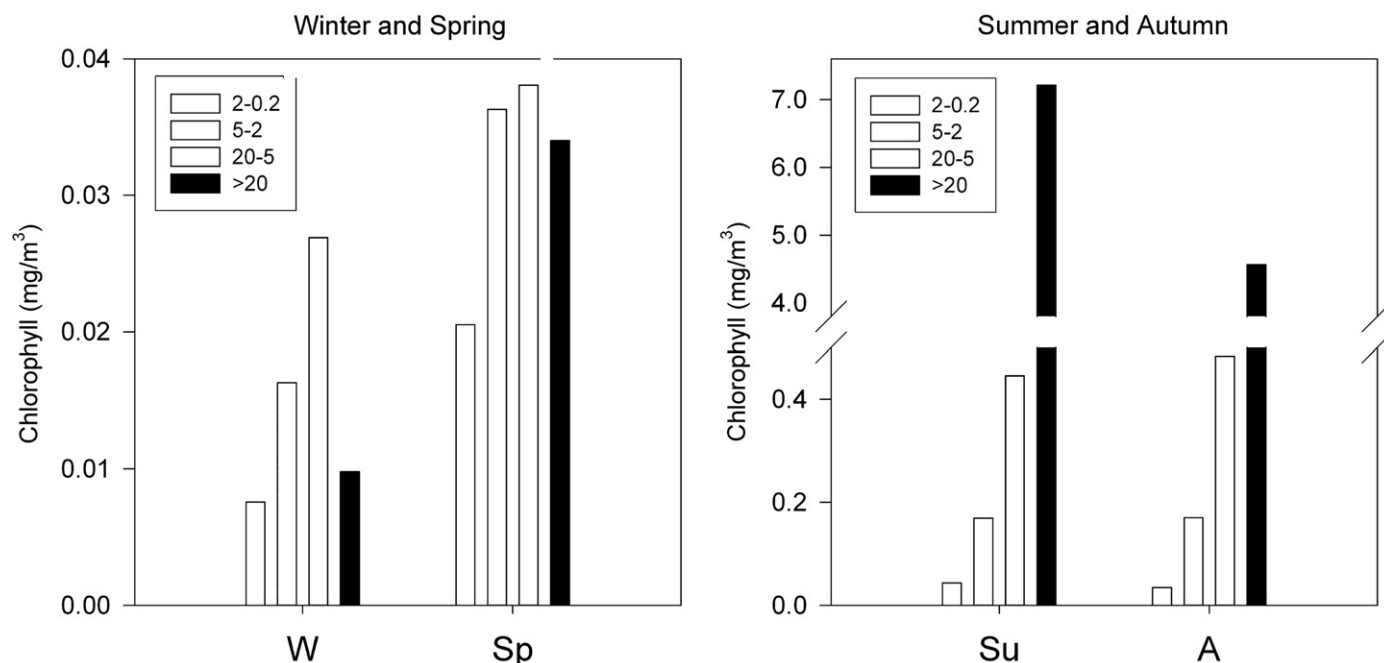 Winter and Spring
0.04
0.03
0.02
0.01
0.00
Chlorophyll (mg/m³)
2-0.2
5-2
20-5
>20
W
Sp
Summer and Autumn
7.0
6.0
5.0
4.0
0.4
0.2
0.0
Chlorophyll (mg/m³)
2-0.2
5-2
20-5
>20
Su
A